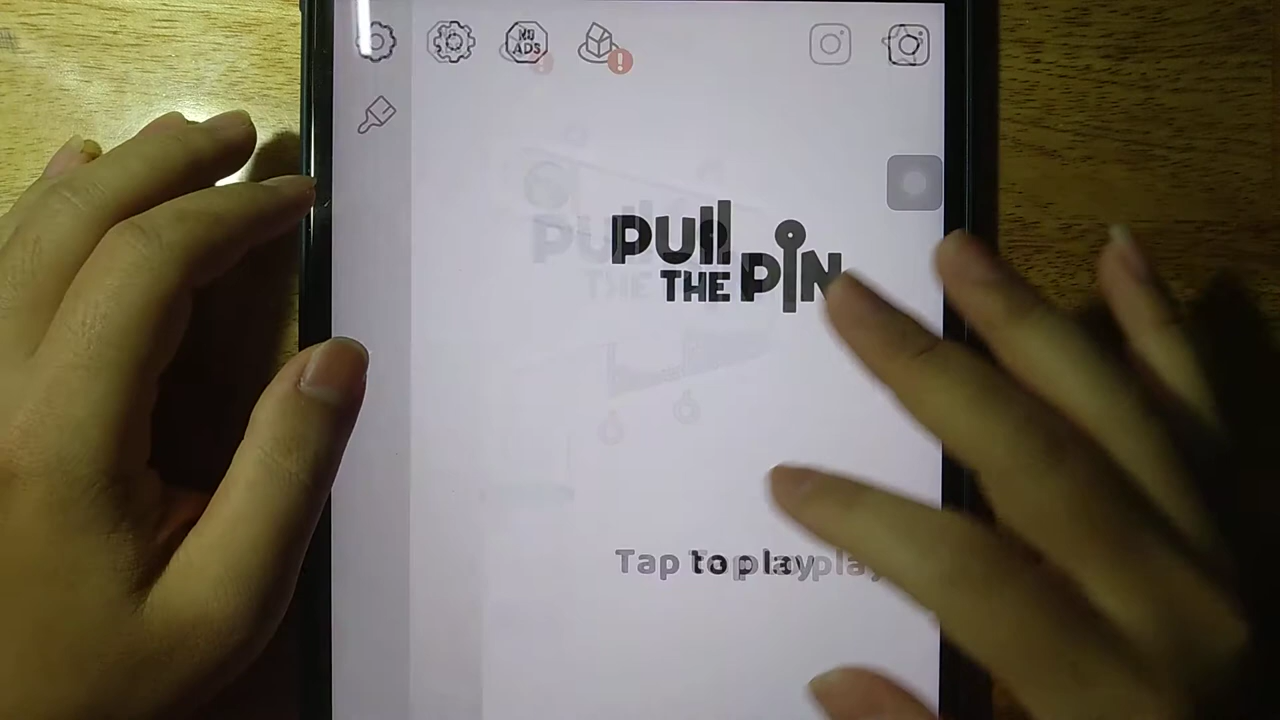 NO
ADS
PULL
THE PIN
Tap to play